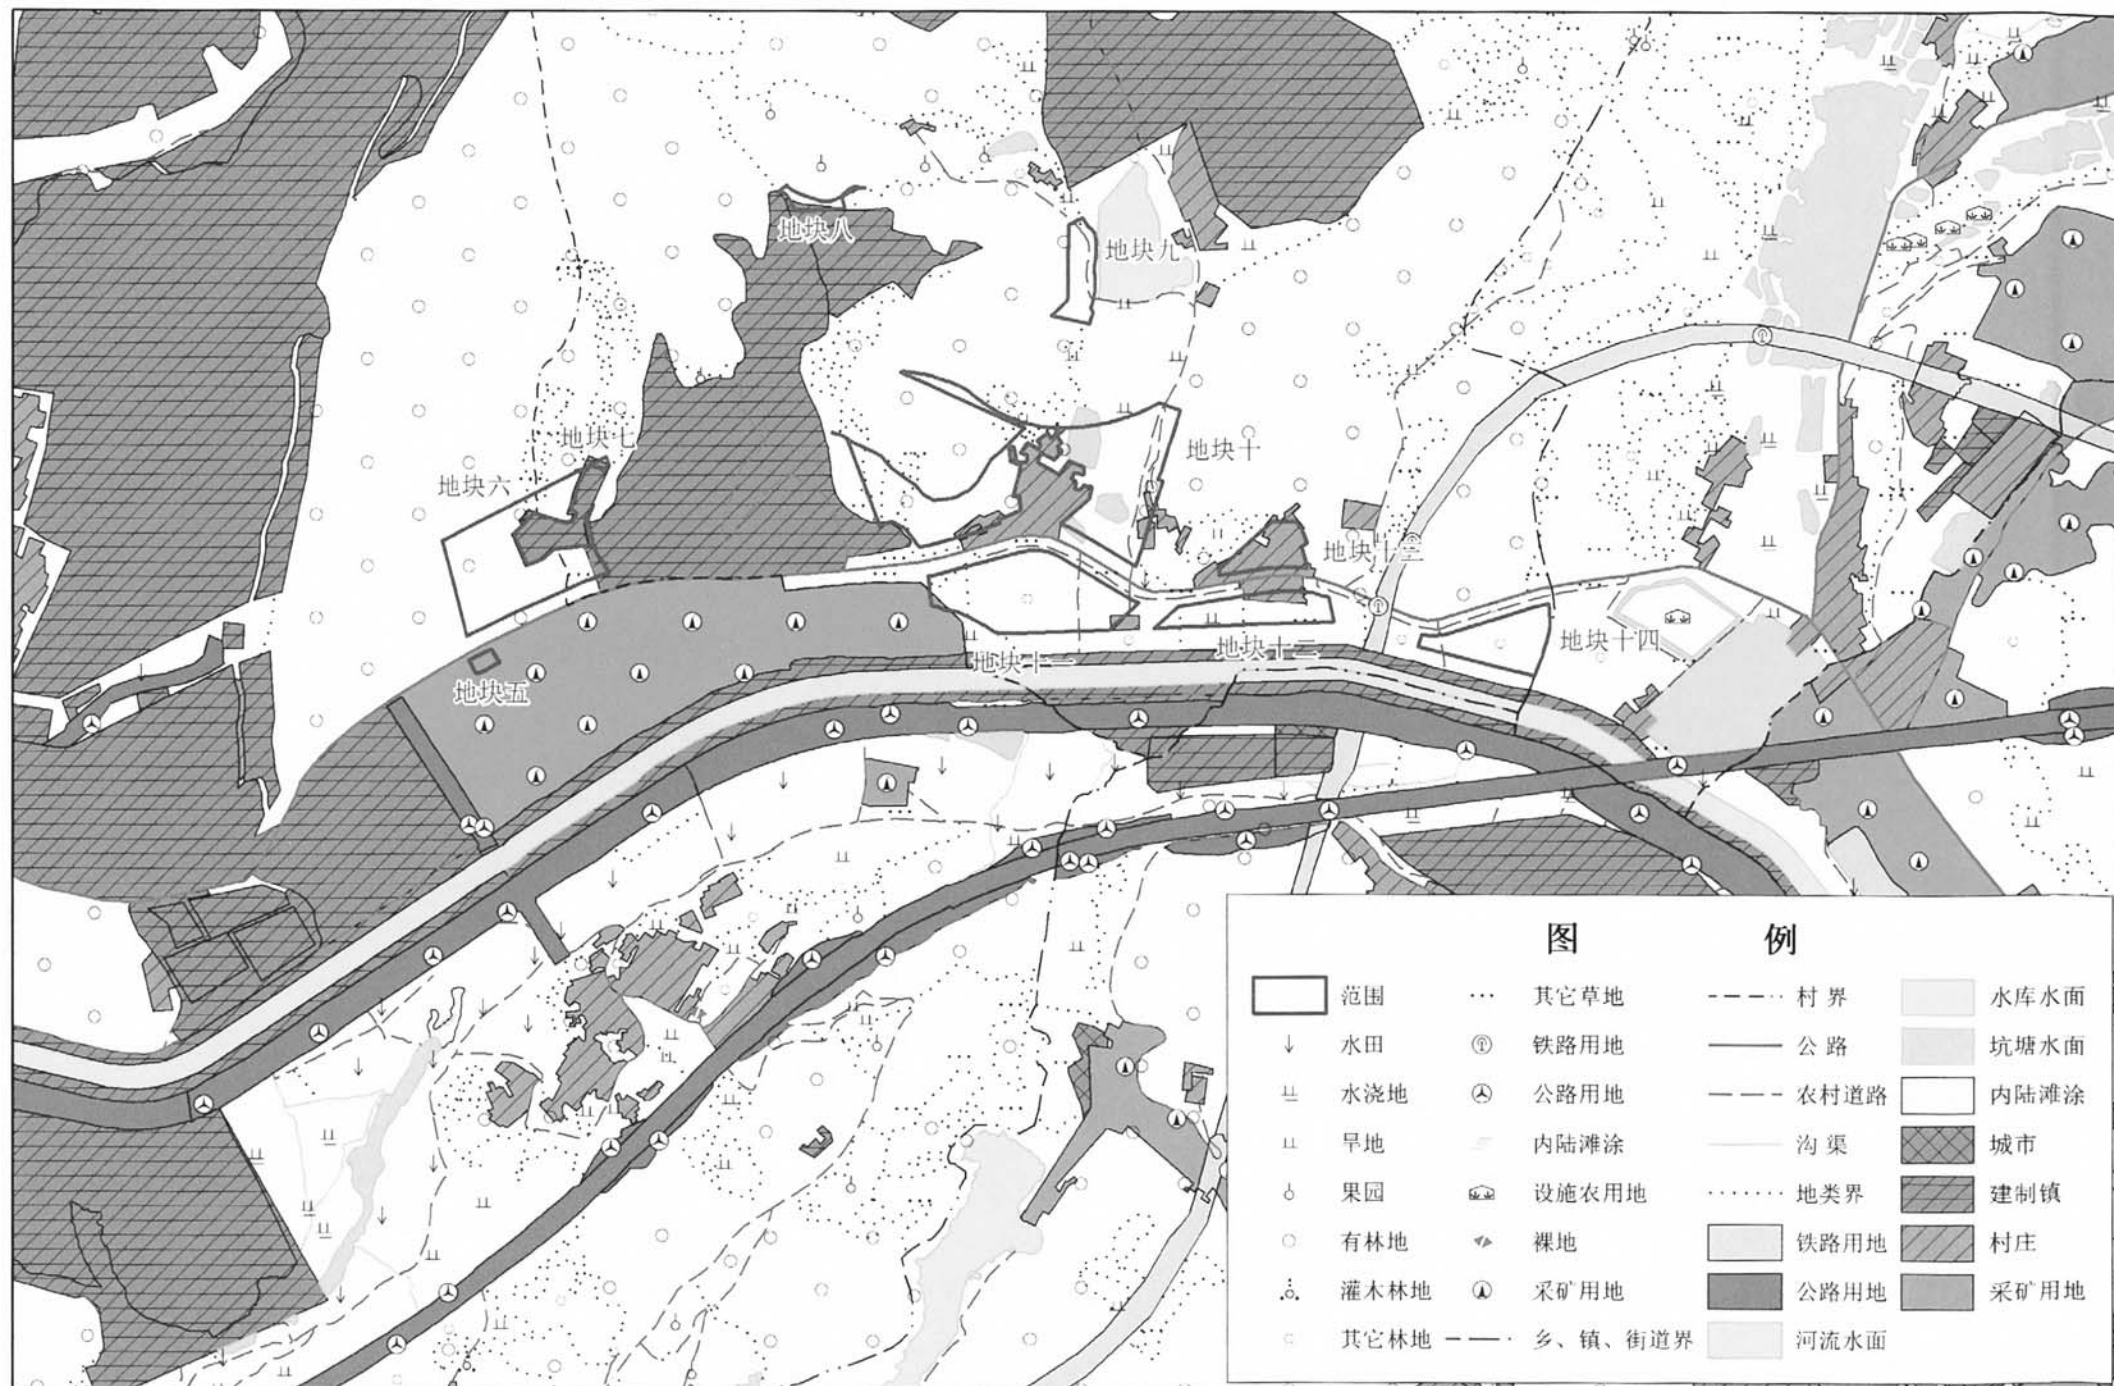 地块八
地块九
地块七
地块十
地块六
地块十三
地块十四
地块十二
地块十一
地块五
图 例
范围
其它草地
村 界
水库水面
水田
铁路用地
公 路
坑塘水面
水浇地
公路用地
农村道路
内陆滩涂
旱地
内陆滩涂
沟 渠
城市
果园
设施农用地
地类界
建制镇
有林地
裸地
铁路用地
村庄
灌木林地
采矿用地
公路用地
采矿用地
其它林地
乡、镇、街道界
河流水面